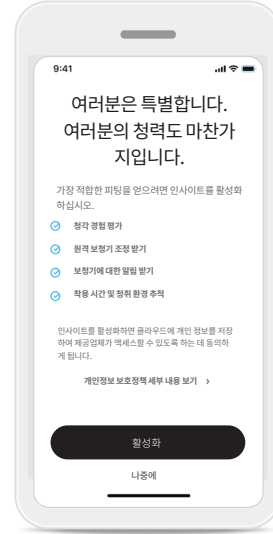 9:41
여러분은 특별합니다.
여러분의 청력도 마찬가
지입니다.
가장 적합한 피팅을 얻으려면 인사이트를 활성화
하십시오.
청각 경험 평가
원격 보청기 조정 받기
보청기에 대한 알림 받기
착용 시간 및 청취 환경 추적
인사이트를 활성화하면 클라우드에 개인 정보를 저장
하여 제공업체가 액세스할 수 있도록 하는 데 동의하
게 됩니다.
개인정보 보호정책 세부 내용 보기 ›
활성화
나중에